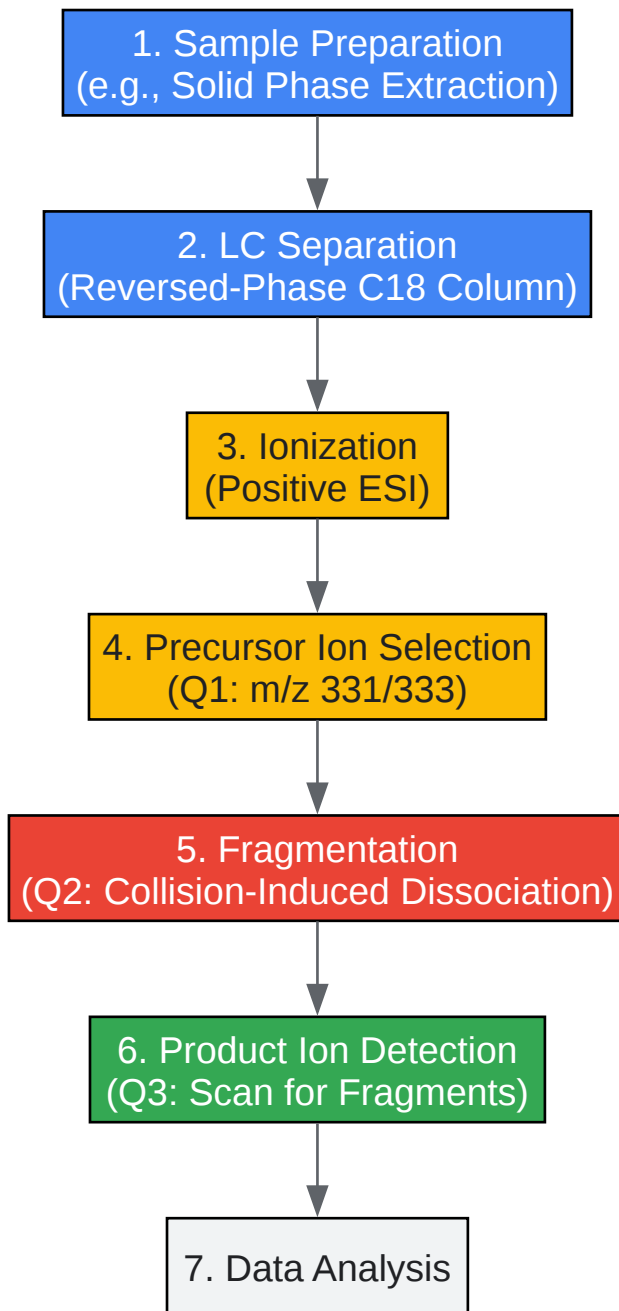 1. Sample Preparation
(e.g., Solid Phase Extraction)
2. LC Separation
(Reversed-Phase C18 Column)
3. Ionization
(Positive ESI)
4. Precursor Ion Selection
(Q1: m/z 331/333)
5. Fragmentation
(Q2: Collision-Induced Dissociation)
6. Product Ion Detection
(Q3: Scan for Fragments)
7. Data Analysis